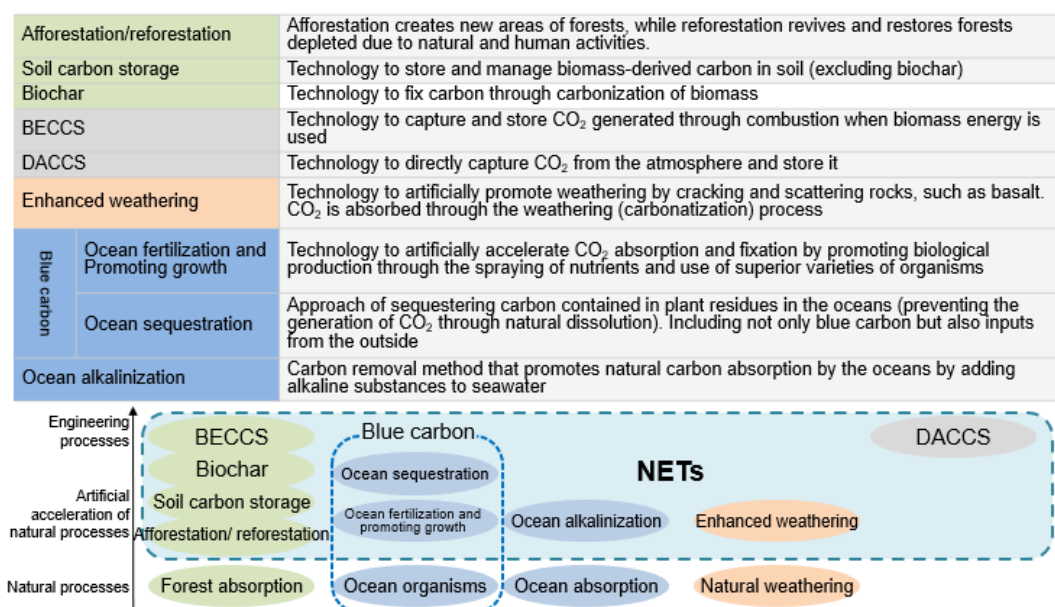 Afforestation/reforestation
Afforestation creates new areas of forests, while reforestation revives and restores forests
depleted due to natural and human activities.
Soil carbon storage
Technology to store and manage biomass-derived carbon in soil (excluding biochar)
Biochar
Technology to fix carbon through carbonization of biomass
BECCS
Technology to capture and store CO₂ generated through combustion when biomass energy is
used
DACCS
Technology to directly capture CO₂ from the atmosphere and store it
Enhanced weathering
Technology to artificially promote weathering by cracking and scattering rocks, such as basalt.
CO₂ is absorbed through the weathering (carbonatization) process
Blue carbon
Ocean fertilization and
Promoting growth
Technology to artificially accelerate CO₂ absorption and fixation by promoting biological
production through the spraying of nutrients and use of superior varieties of organisms
Ocean sequestration
Approach of sequestering carbon contained in plant residues in the oceans (preventing the
generation of CO₂ through natural dissolution). Including not only blue carbon but also inputs
from the outside
Ocean alkalinization
Carbon removal method that promotes natural carbon absorption by the oceans by adding
alkaline substances to seawater
Engineering
processes
BECCS
Blue carbon
DACCS
Biochar
Ocean sequestration
NETs
Artificial
acceleration of
natural processes
Soil carbon storage
Afforestation/ reforestation
Ocean fertilization and
promoting growth
Ocean alkalinization
Enhanced weathering
Natural processes
Forest absorption
Ocean organisms
Ocean absorption
Natural weathering